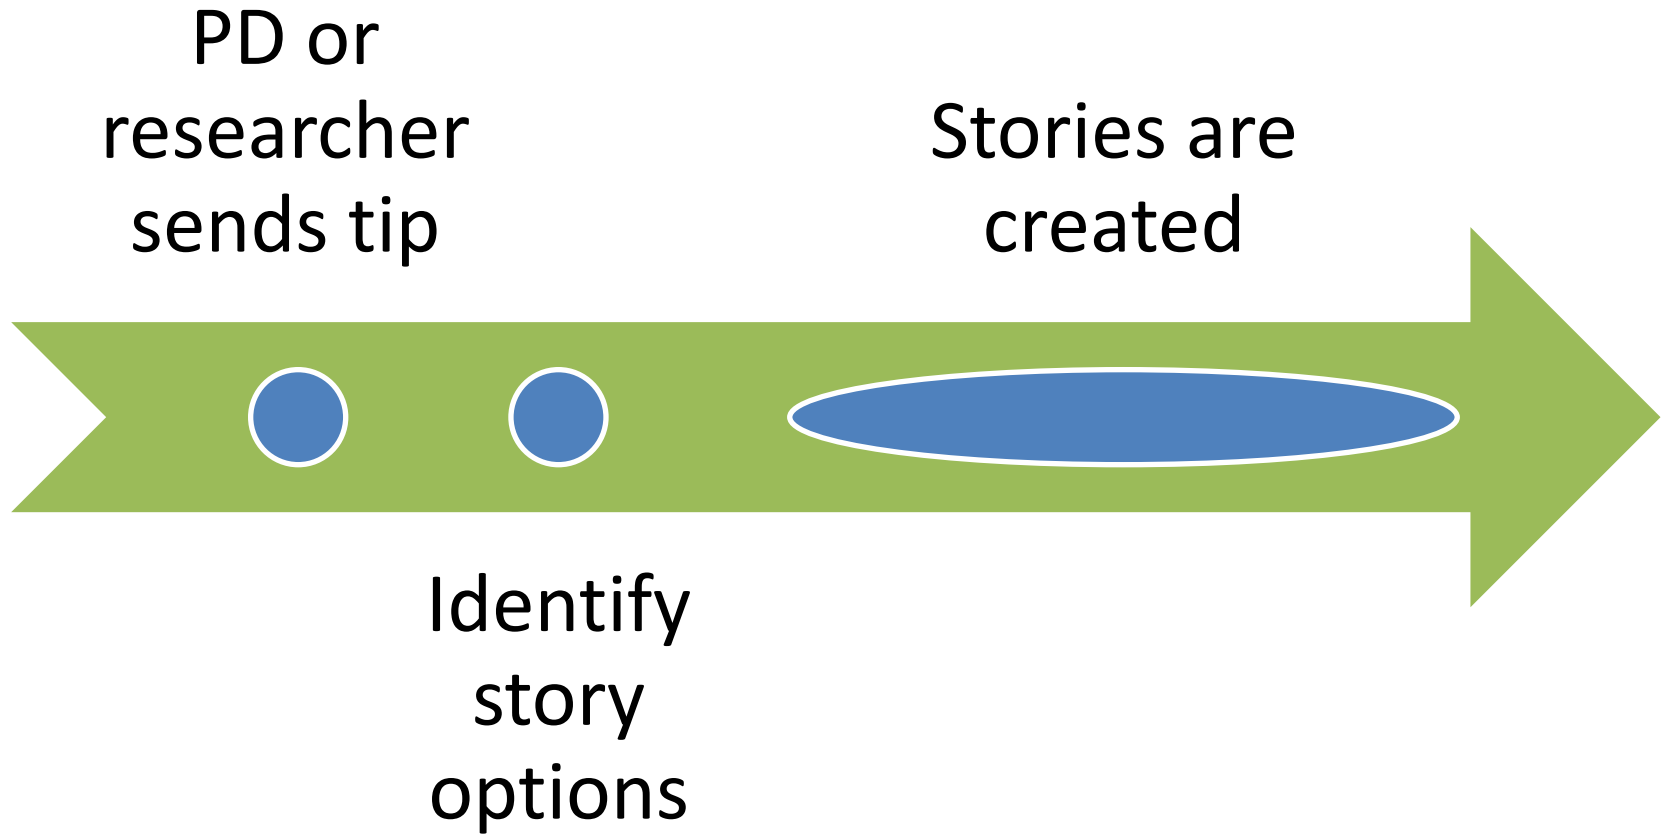 PD or
researcher
sends tip
Identify
story
options
Stories are
created